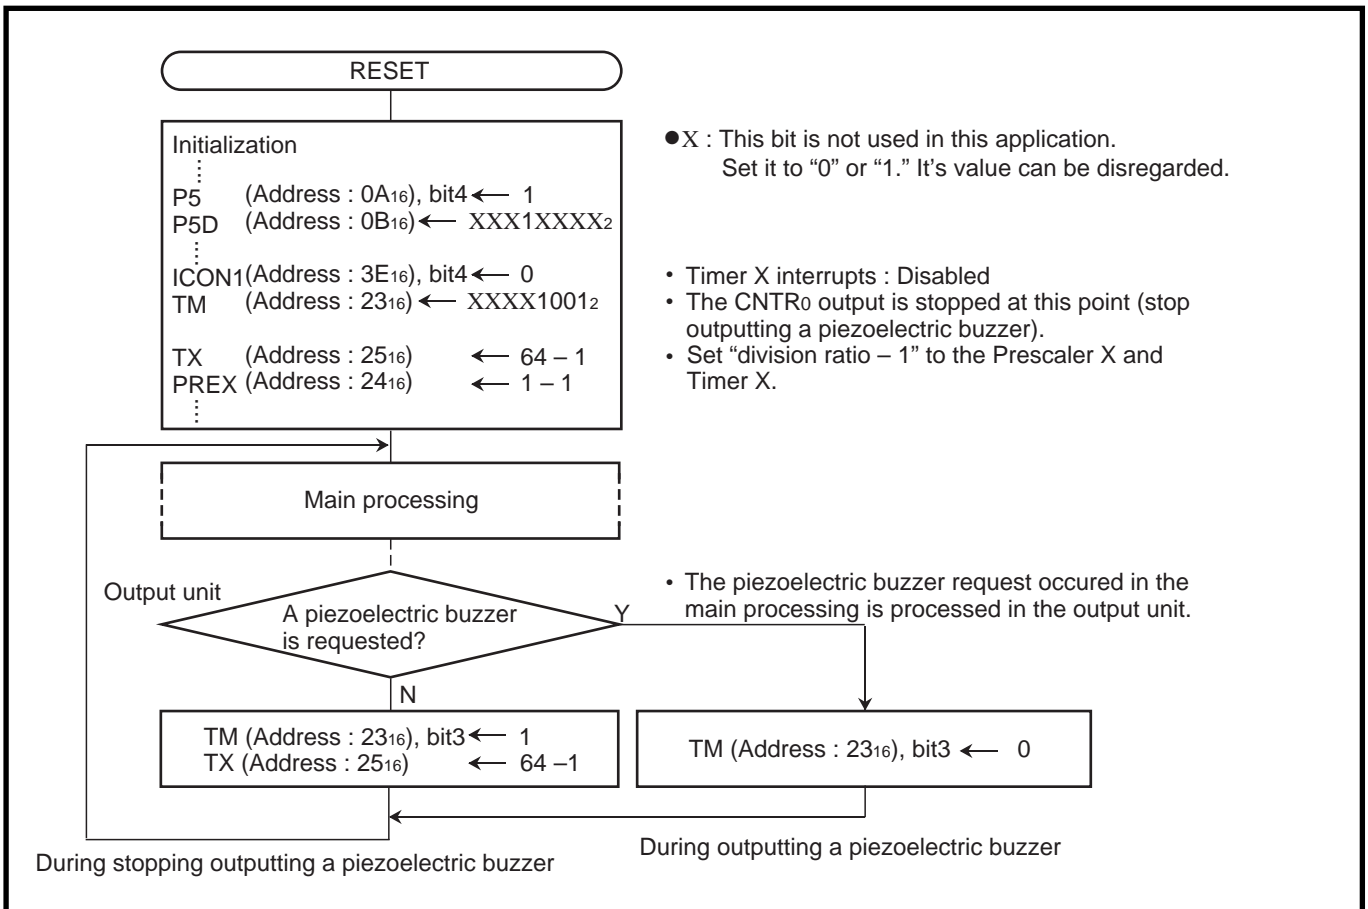 RESET
Initialization
P5 (Address : 0A16), bit4 ← 1
P5D (Address : 0B16) ← XXX1XXXX2
ICON1(Address : 3E16), bit4 ← 0
TM (Address : 2316) ← XXXX10012
TX (Address : 2516) ← 64 – 1
PREX (Address : 2416) ← 1 – 1
●X : This bit is not used in this application.
Set it to “0” or “1.” It’s value can be disregarded.
• Timer X interrupts : Disabled
• The CNTR0 output is stopped at this point (stop
outputting a piezoelectric buzzer).
• Set “division ratio – 1” to the Prescaler X and
Timer X.
Main processing
Output unit
A piezoelectric buzzer
is requested?
Y
N
• The piezoelectric buzzer request occured in the
main processing is processed in the output unit.
TM (Address : 2316), bit3 ← 1
TX (Address : 2516) ← 64 –1
TM (Address : 2316), bit3 ← 0
During stopping outputting a piezoelectric buzzer
During outputting a piezoelectric buzzer